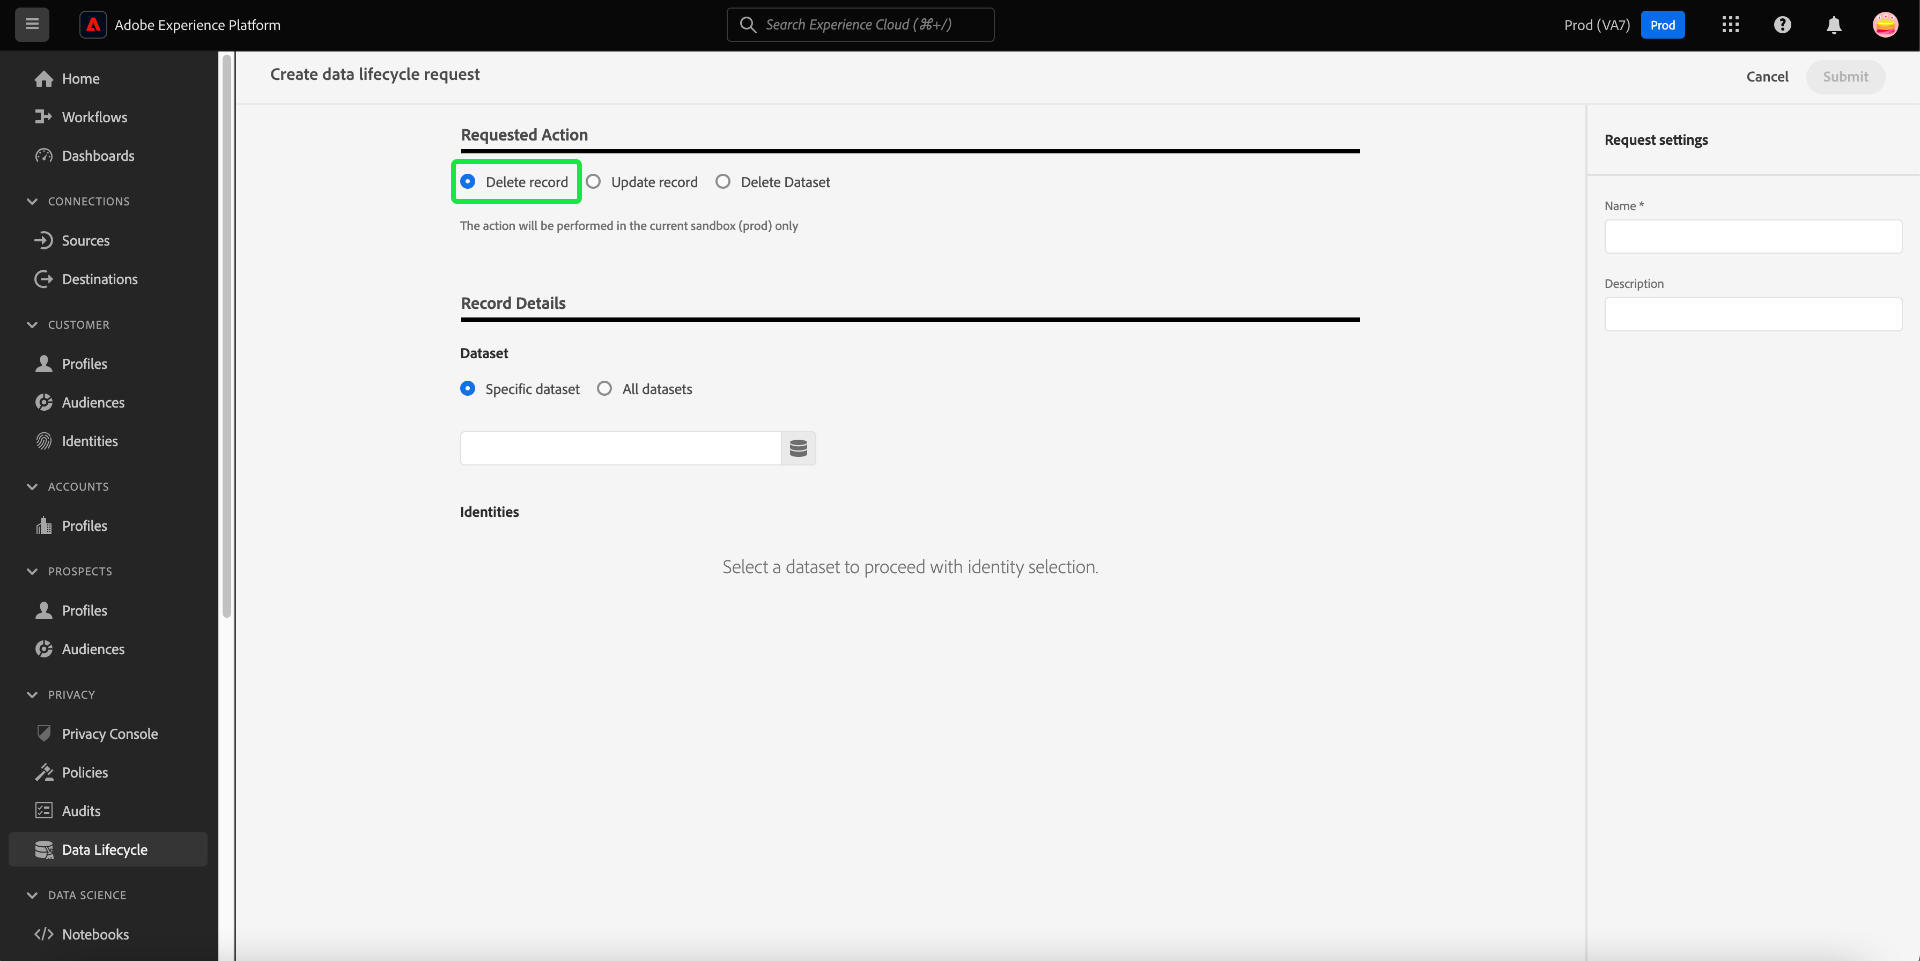 Adobe Experience Platform
Search Experience Cloud (⌘+/)
Prod (VA7)
Prod
Home
Workflows
Dashboards
CONNECTIONS
Sources
Destinations
CUSTOMER
Profiles
Audiences
Identities
ACCOUNTS
Profiles
PROSPECTS
Profiles
Audiences
PRIVACY
Privacy Console
Policies
Audits
Data Lifecycle
DATA SCIENCE
Notebooks
Create data lifecycle request
Cancel
Submit
Requested Action
Delete record
Update record
Delete Dataset
The action will be performed in the current sandbox (prod) only
Record Details
Dataset
Specific dataset
All datasets
Identities
Select a dataset to proceed with identity selection.
Request settings
Name *
Description